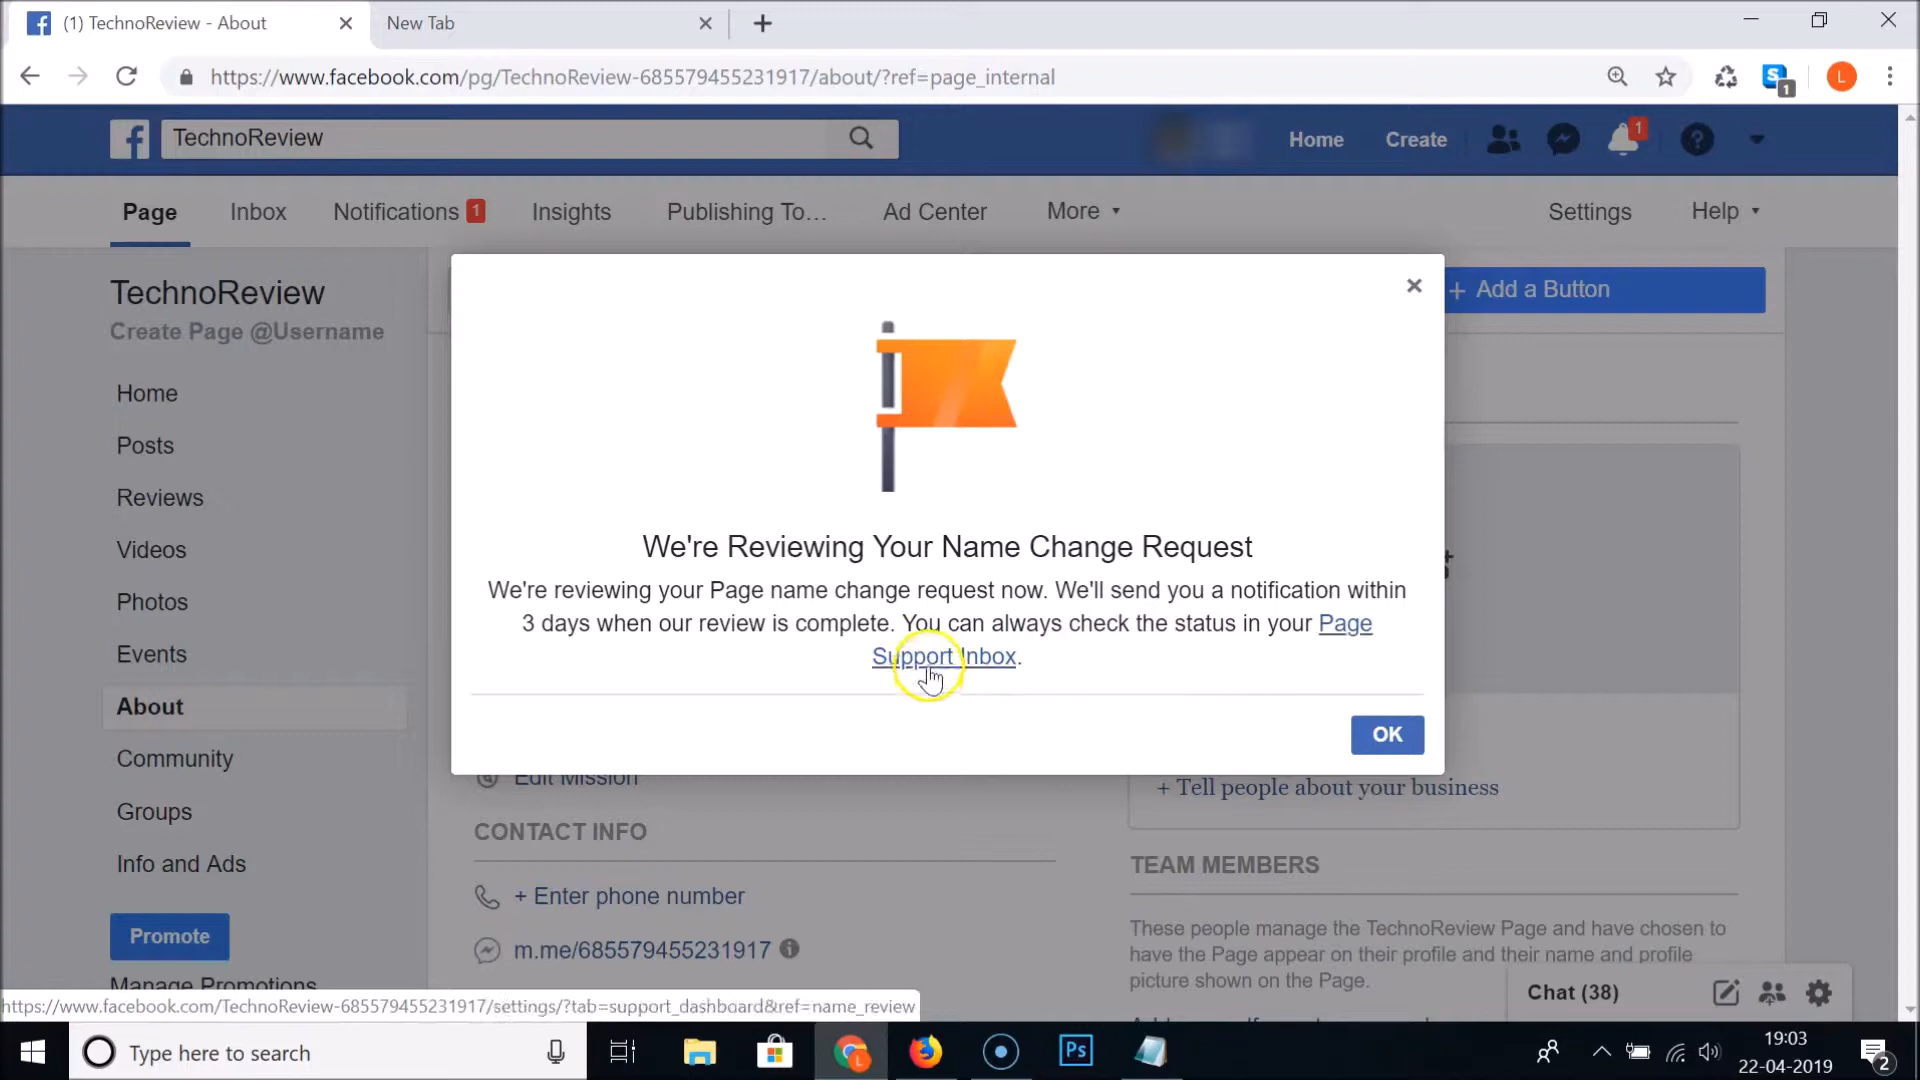 (1) TechnoReview - About
New Tab
https://www.facebook.com/pg/TechnoReview-685579455231917/about/?ref=page_internal
S
1
L
f
TechnoReview
Home
Create
1
?
Page
Inbox
Notifications 1
Insights
Publishing To...
Ad Center
More
Settings
Help
TechnoReview
Create Page @Username
+ Add a Button
Home
Posts
Reviews
Videos
Photos
Events
About
Community
Groups
Info and Ads
Promote
Manage Promotions
We're Reviewing Your Name Change Request
We're reviewing your Page name change request now. We'll send you a notification within
3 days when our review is complete. You can always check the status in your Page
Support Inbox.
OK
Edit Mission
CONTACT INFO
+ Enter phone number
m.me/685579455231917
+ Tell people about your business
TEAM MEMBERS
These people manage the TechnoReview Page and have chosen to
have the Page appear on their profile and their name and profile
picture shown on the Page.
Chat (38)
https://www.facebook.com/TechnoReview-685579455231917/settings/?tab=support_dashboard&ref=name_review
Type here to search
L
Ps
19:03
22-04-2019
2